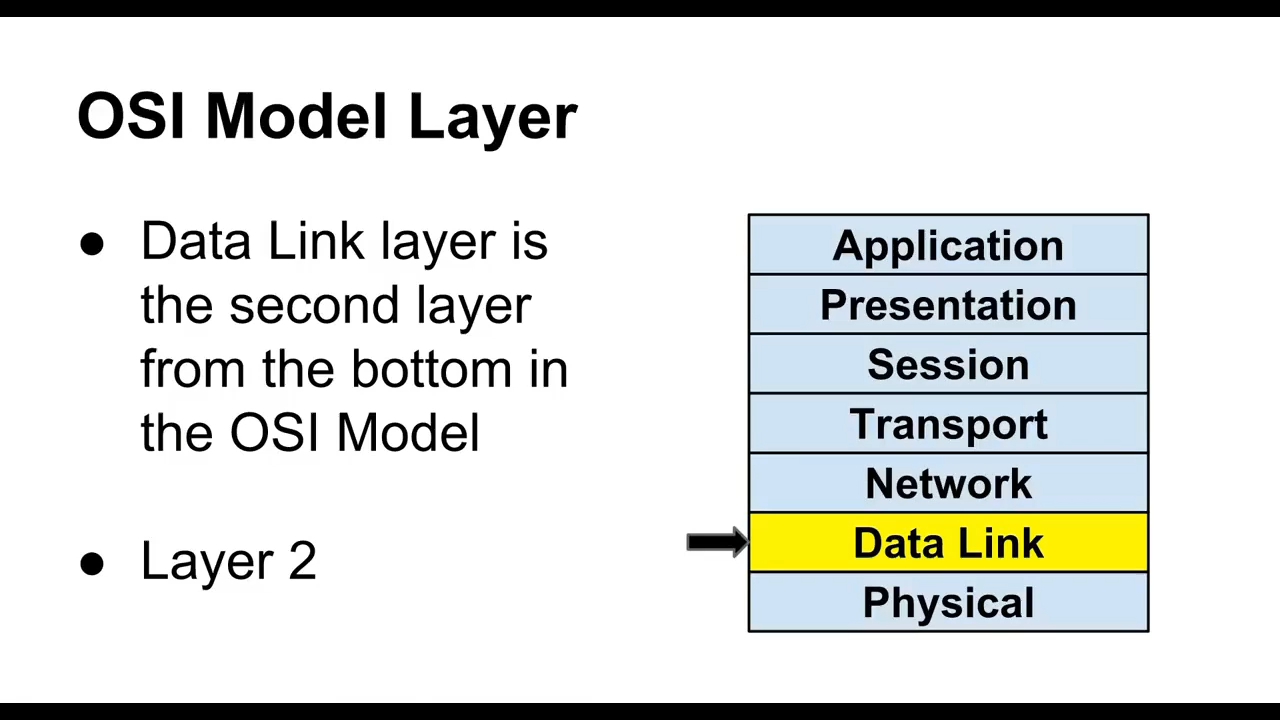 OSI Model Layer
● Data Link layer is
the second layer
from the bottom in
the OSI Model
● Layer 2
Application
Presentation
Session
Transport
Network
Data Link
Physical